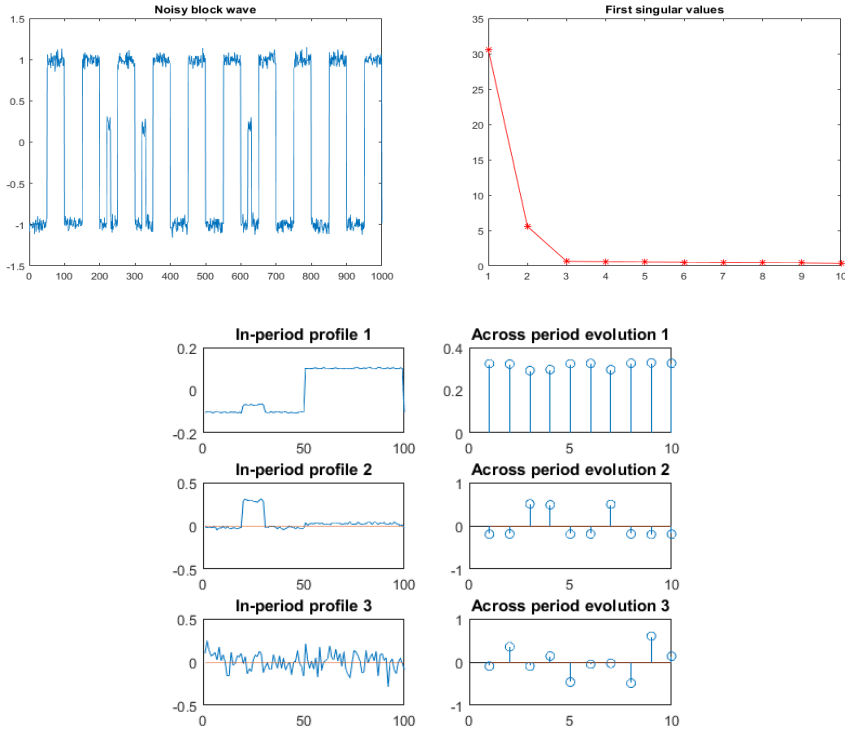 Noisy block wave
1.5
1
0.5
0
-0.5
-1
-1.5
0 100 200 300 400 500 600 700 800 900 1000
First singular values
35
30
25
20
15
10
5
0
1 2 3 4 5 6 7 8 9 10
In-period profile 1
0.2
0
-0.2
0 50 100
Across period evolution 1
0.4
0.2
0
0 5 10
In-period profile 2
0.5
0
-0.5
0 50 100
Across period evolution 2
1
0
-1
0 5 10
In-period profile 3
0.5
0
-0.5
0 50 100
Across period evolution 3
1
0
-1
0 5 10